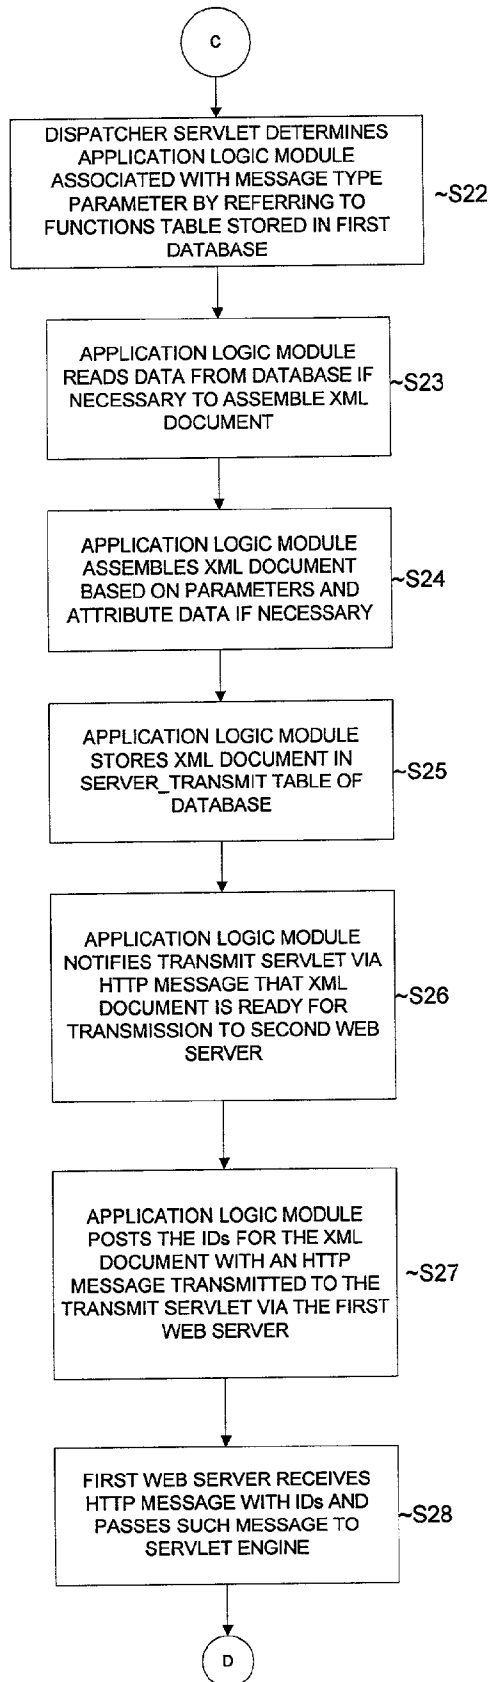 C
DISPATCHER SERVLET DETERMINES
APPLICATION LOGIC MODULE
ASSOCIATED WITH MESSAGE TYPE
PARAMETER BY REFERRING TO
FUNCTIONS TABLE STORED IN FIRST
DATABASE
~S22
APPLICATION LOGIC MODULE
READS DATA FROM DATABASE IF
NECESSARY TO ASSEMBLE XML
DOCUMENT
~S23
APPLICATION LOGIC MODULE
ASSEMBLES XML DOCUMENT
BASED ON PARAMETERS AND
ATTRIBUTE DATA IF NECESSARY
~S24
APPLICATION LOGIC MODULE
STORES XML DOCUMENT IN
SERVER_TRANSMIT TABLE OF
DATABASE
~S25
APPLICATION LOGIC MODULE
NOTIFIES TRANSMIT SERVLET VIA
HTTP MESSAGE THAT XML
DOCUMENT IS READY FOR
TRANSMISSION TO SECOND WEB
SERVER
~S26
APPLICATION LOGIC MODULE
POSTS THE IDs FOR THE XML
DOCUMENT WITH AN HTTP
MESSAGE TRANSMITTED TO THE
TRANSMIT SERVLET VIA THE FIRST
WEB SERVER
~S27
FIRST WEB SERVER RECEIVES
HTTP MESSAGE WITH IDs AND
PASSES SUCH MESSAGE TO
SERVLET ENGINE
~S28
D